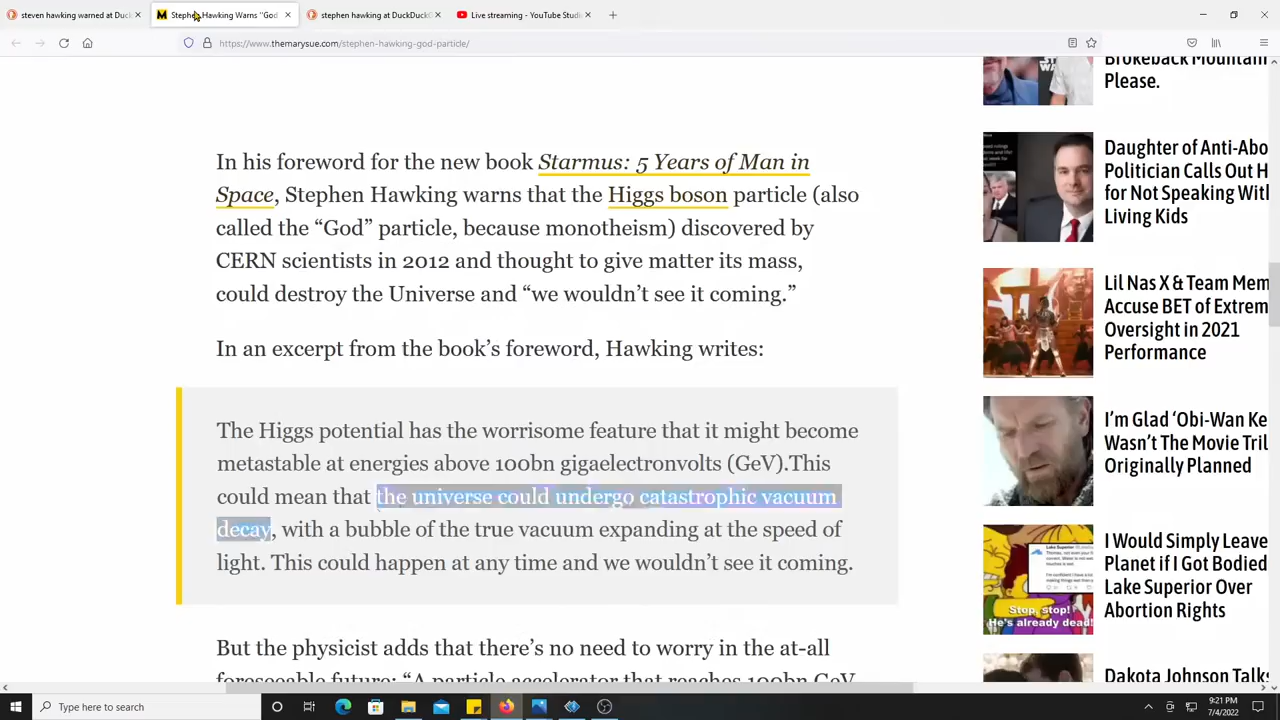 steven hawking warned at Duc
Stephen Hawking Warns "God
stephen hawking at DuckDuck
Live streaming - YouTube Studi
https://www.themarysue.com/stephen-hawking-god-particle/
In his foreword for the new book Starmus: 5 Years of Man in
Space, Stephen Hawking warns that the Higgs boson particle (also
called the “God” particle, because monotheism) discovered by
CERN scientists in 2012 and thought to give matter its mass,
could destroy the Universe and “we wouldn’t see it coming.”
In an excerpt from the book’s foreword, Hawking writes:
The Higgs potential has the worrisome feature that it might become
metastable at energies above 100bn gigaelectronvolts (GeV).This
could mean that the universe could undergo catastrophic vacuum
decay, with a bubble of the true vacuum expanding at the speed of
light. This could happen at any time and we wouldn’t see it coming.
But the physicist adds that there’s no need to worry in the at-all
foreseeable future: “A particle accelerator that reaches 100bn GeV
Brokeback Mountain
Please.
Daughter of Anti-Abo
Politician Calls Out H
for Not Speaking Wit
Living Kids
Lil Nas X & Team Mem
Accuse BET of Extrem
Oversight in 2021
Performance
I’m Glad ‘Obi-Wan Ke
Wasn’t The Movie Tril
Originally Planned
Lake Superior
Stop, stop!
He's already dead!
I Would Simply Leave
Planet if I Got Bodied
Lake Superior Over
Abortion Rights
Dakota Johnson Talks
Type here to search
9:21 PM
7/4/2022